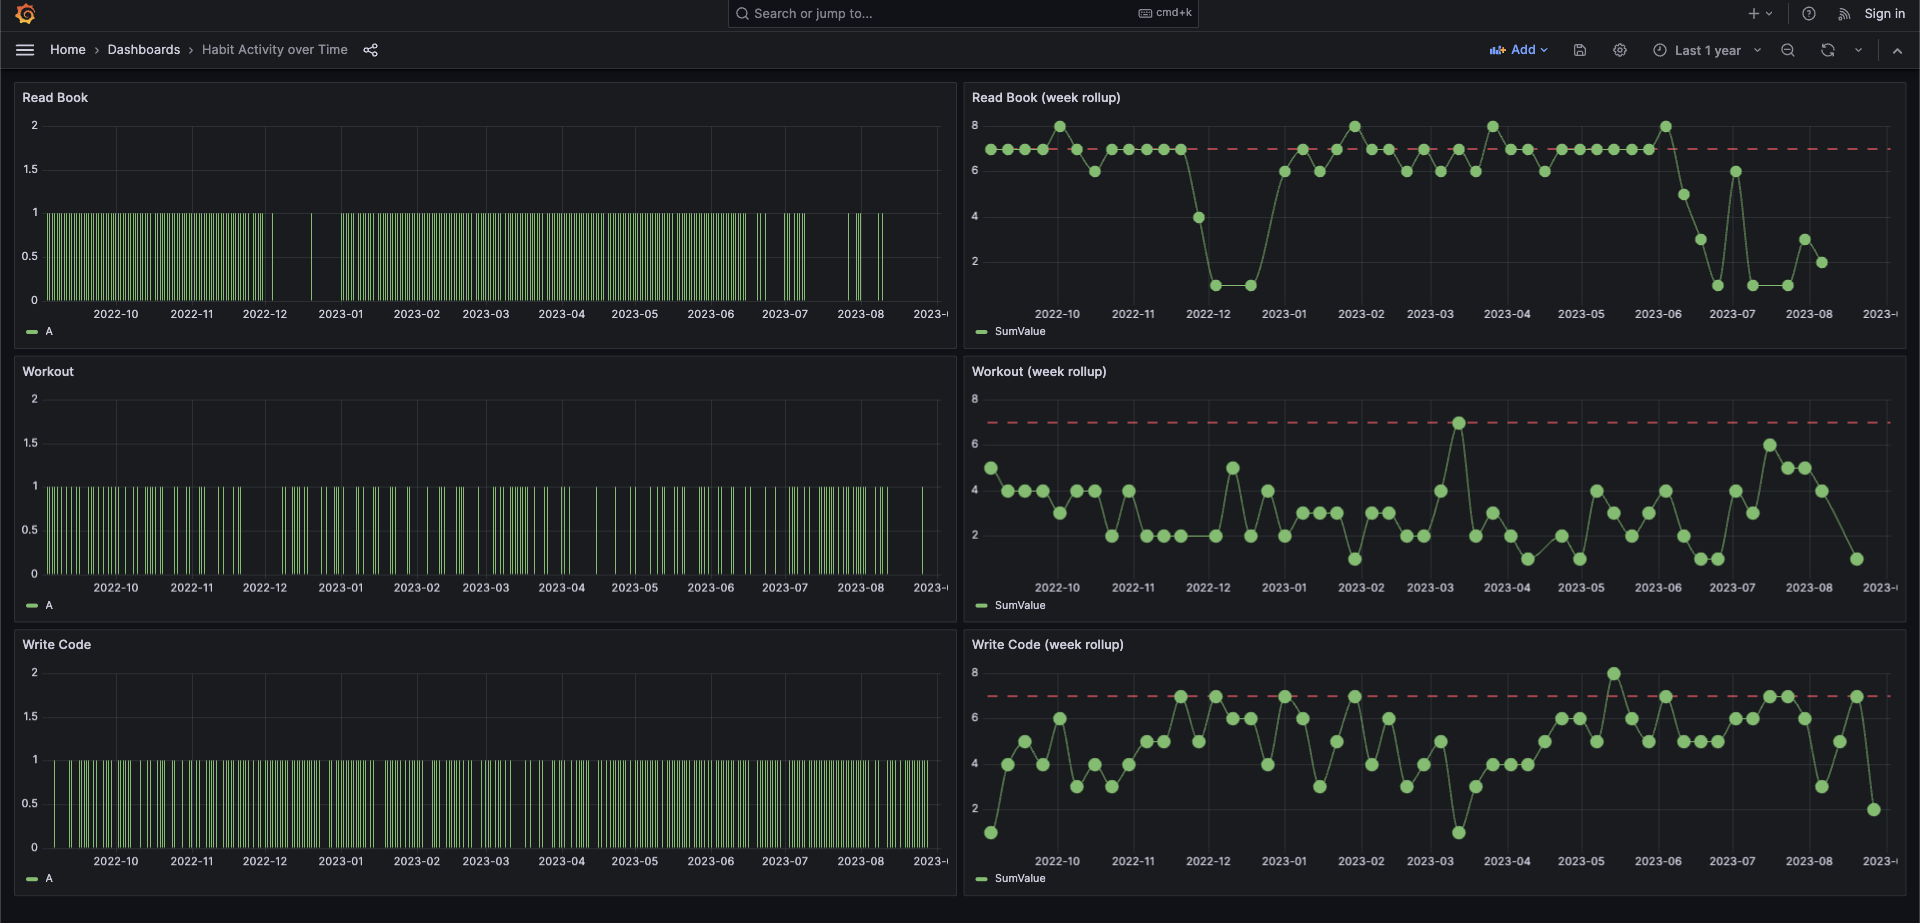 Search or jump to...
cmd+k
Sign in
Home
Dashboards
Habit Activity over Time
Add
Last 1 year
Read Book
2
1.5
1
0.5
0
2022-10 2022-11 2022-12 2023-01 2023-02 2023-03 2023-04 2023-05 2023-06 2023-07 2023-08 2023-
A
Read Book (week rollup)
8
6
4
2
2022-10 2022-11 2022-12 2023-01 2023-02 2023-03 2023-04 2023-05 2023-06 2023-07 2023-08 2023-
SumValue
Workout
2
1.5
1
0.5
0
2022-10 2022-11 2022-12 2023-01 2023-02 2023-03 2023-04 2023-05 2023-06 2023-07 2023-08 2023-
A
Workout (week rollup)
8
6
4
2
2022-10 2022-11 2022-12 2023-01 2023-02 2023-03 2023-04 2023-05 2023-06 2023-07 2023-08 2023-
SumValue
Write Code
2
1.5
1
0.5
0
2022-10 2022-11 2022-12 2023-01 2023-02 2023-03 2023-04 2023-05 2023-06 2023-07 2023-08 2023-
A
Write Code (week rollup)
8
6
4
2
2022-10 2022-11 2022-12 2023-01 2023-02 2023-03 2023-04 2023-05 2023-06 2023-07 2023-08 2023-
SumValue